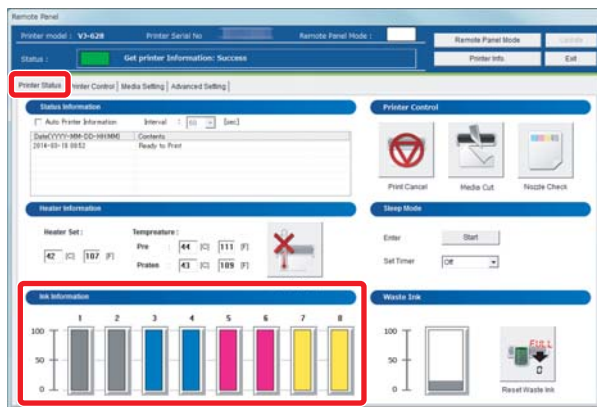 Remote Panel
Printer model : VJ-628 Printer Serial No Remote Panel Mode :
Remote Panel Mode Update
Status : Get printer Information: Success
Printer Info. Exit
Printer Status Printer Control Media Setting Advanced Setting
Status Information
Auto Printer Information Interval : 60 [sec]
Date(YYYY-MM-DD-HH:MM) Contents
Ready to Print
Printer Control
Print Cancel Media Cut Nozzle Check
Heater Information
Heater Set :
42 [C] 107 [F]
Tempreature :
Pre : 44 [C] 111 [F]
Praten : 43 [C] 109 [F]
Sleep Mode
Enter Start
Set Timer Off
Ink Information
1 2 3 4 5 6 7 8
100
50
0
Waste Ink
100
50
0
FULL
0
Reset Waste Ink